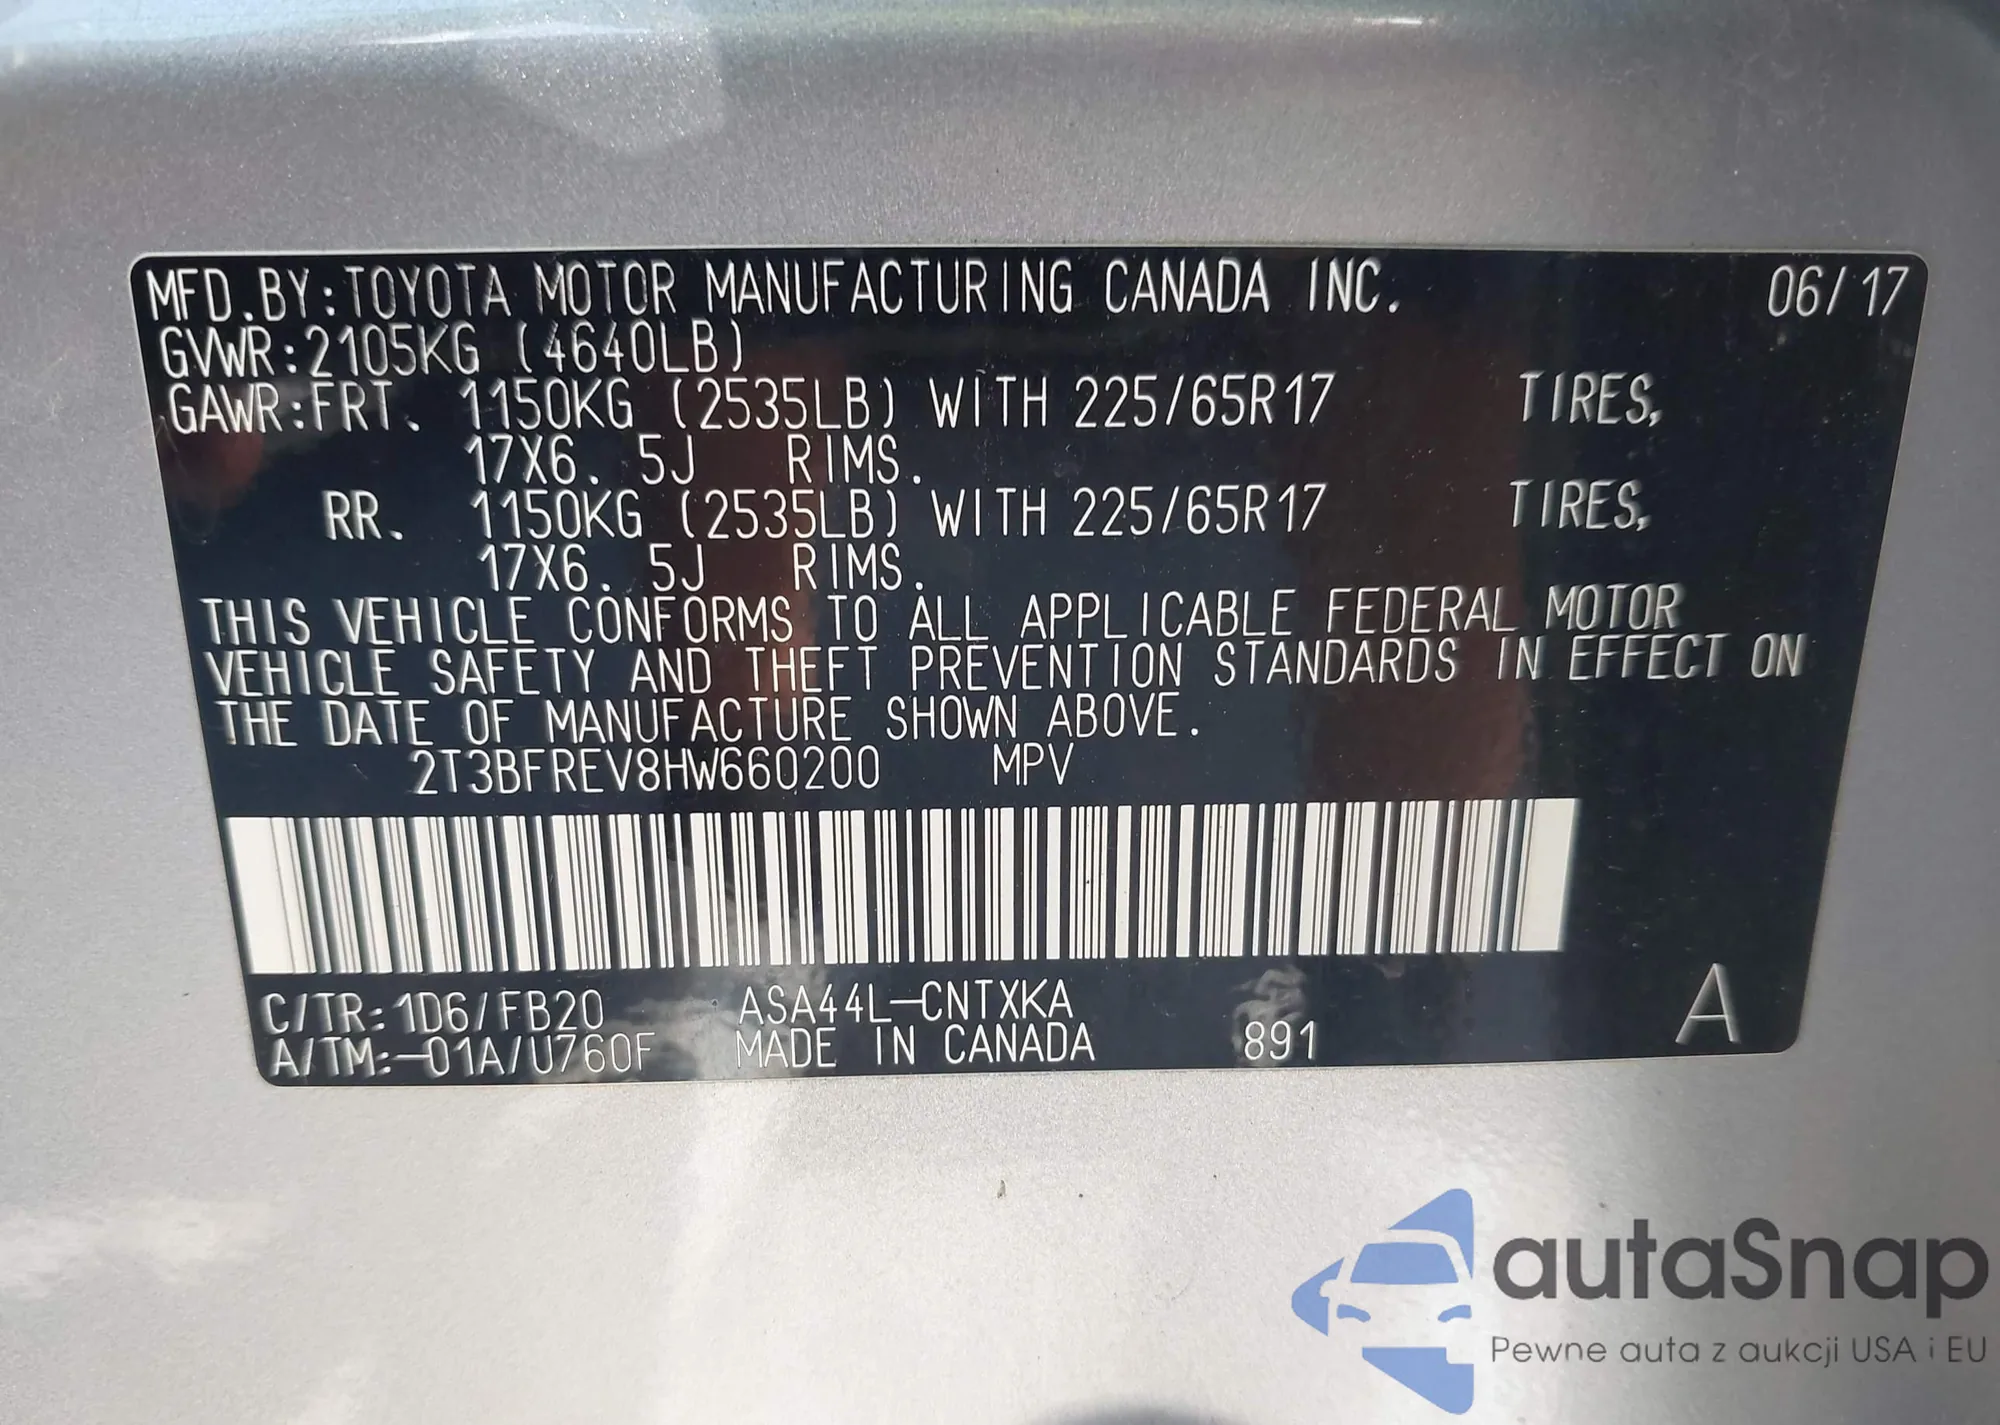 MFD.BY:TOYOTA MOTOR MANUFACTURING CANADA INC. 06/17
GVWR:2105KG (4640LB)
GAWR:FRT. 1150KG (2535LB) WITH 225/65R17 TIRES,
17X6.5J RIMS.
RR. 1150KG (2535LB) WITH 225/65R17 TIRES,
17X6.5J RIMS.
THIS VEHICLE CONFORMS TO ALL APPLICABLE FEDERAL MOTOR
VEHICLE SAFETY AND THEFT PREVENTION STANDARDS IN EFFECT ON
THE DATE OF MANUFACTURE SHOWN ABOVE.
2T3BFREV8HW660200 MPV
C/TR:1D6/FB20 ASA44L-CNTXKA
A/TM:-01A/U760F MADE IN CANADA 891 A
autaSnap
Pewne auta z aukcji USA i EU